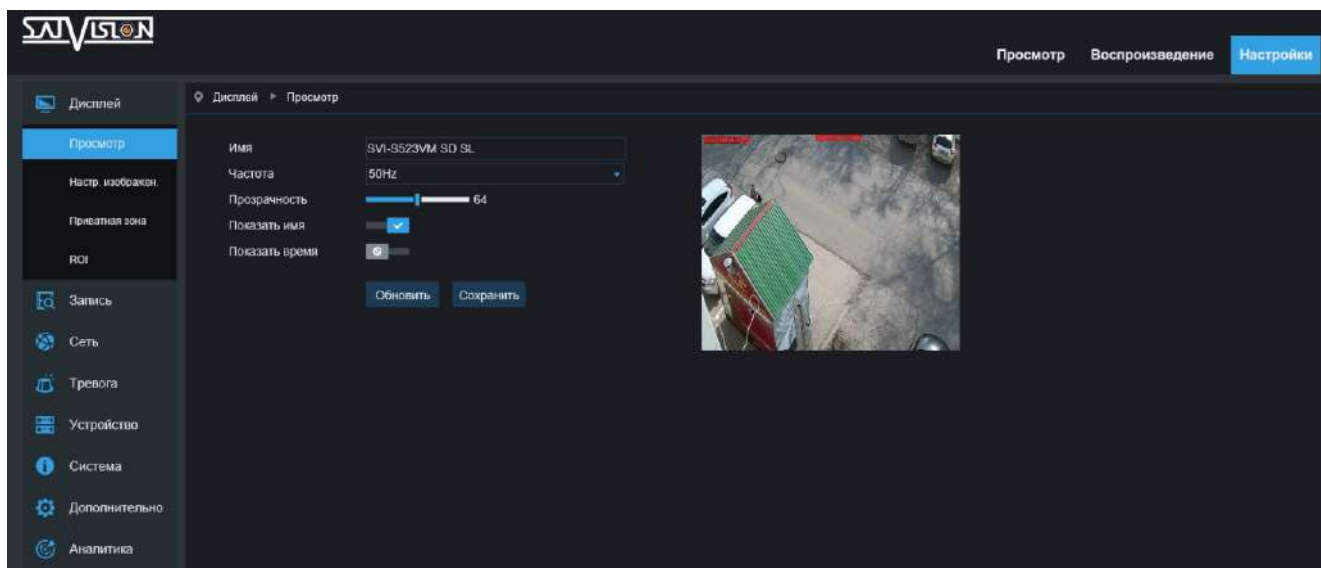 SATVISION
Просмотр Воспроизведение Настройки
Дисплей
Просмотр
Настр. изображен.
Приватная зона
ROI
Запись
Сеть
Тревога
Устройство
Система
Дополнительно
Аналитика
Дисплей ▸ Просмотр
Имя SVI-S523VM SD SL
Частота 50Hz
Прозрачность 64
Показать имя
Показать время
Обновить Сохранить